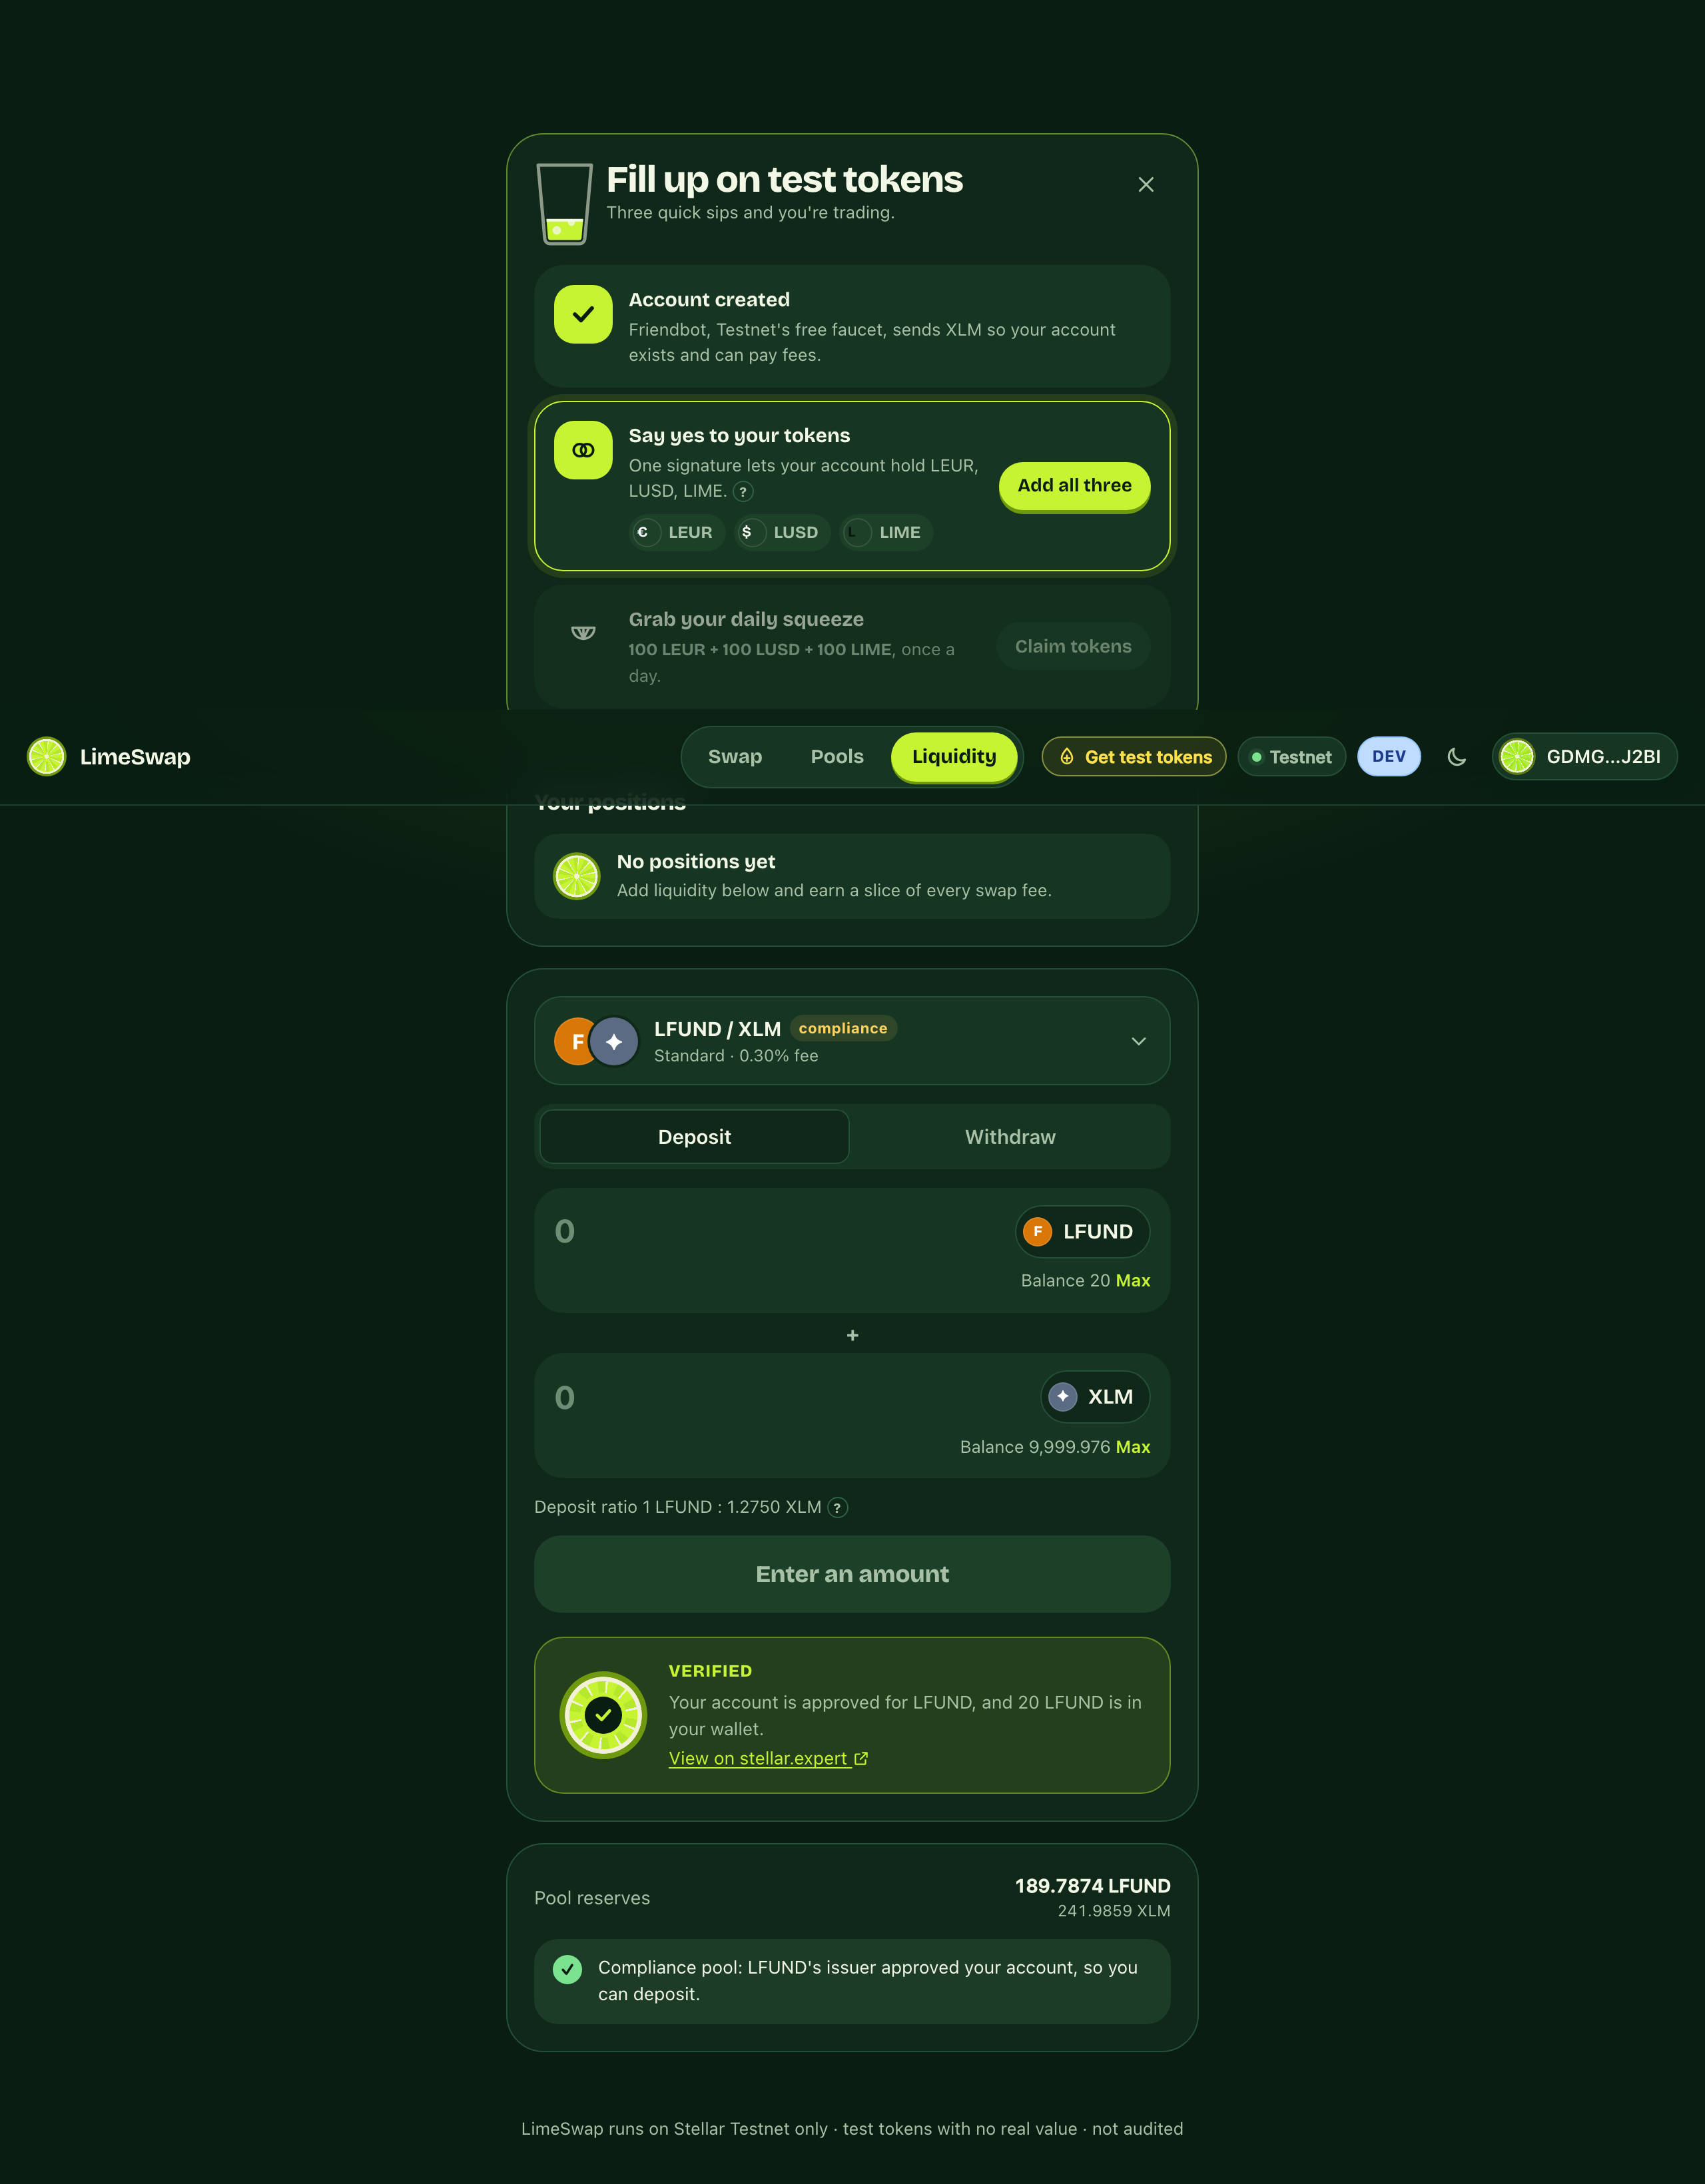 Fill up on test tokens
Three quick sips and you're trading.
Account created
Friendbot, Testnet's free faucet, sends XLM so your account
exists and can pay fees.
Say yes to your tokens
One signature lets your account hold LEUR,
LUSD, LIME. ?
Add all three
€ LEUR $ LUSD L LIME
Grab your daily squeeze
100 LEUR + 100 LUSD + 100 LIME, once a
day.
Claim tokens
LimeSwap Swap Pools Liquidity Get test tokens Testnet DEV GDMG...J2BI
Your positions
No positions yet
Add liquidity below and earn a slice of every swap fee.
F LFUND / XLM compliance
Standard · 0.30% fee
Deposit Withdraw
0 F LFUND
Balance 20 Max
+
0 XLM
Balance 9,999.976 Max
Deposit ratio 1 LFUND : 1.2750 XLM ?
Enter an amount
VERIFIED
Your account is approved for LFUND, and 20 LFUND is in
your wallet.
View on stellar.expert
Pool reserves
189.7874 LFUND
241.9859 XLM
Compliance pool: LFUND's issuer approved your account, so you
can deposit.
LimeSwap runs on Stellar Testnet only · test tokens with no real value · not audited